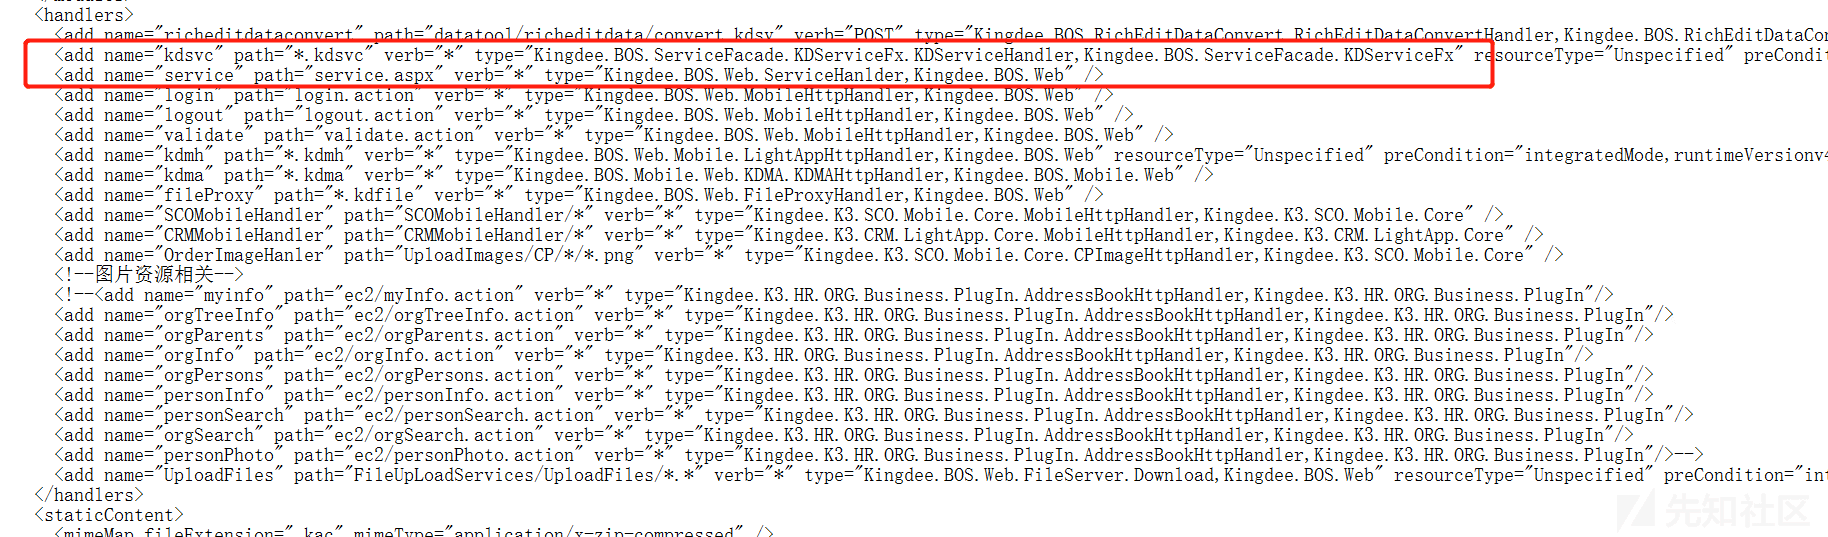 <handlers>
<add name="richeditdataconvert" path="datatool/richeditdata/convert.kdsv" verb="POST" type="Kingdee.BOS.RichEditDataConvert.RichEditDataConvertHandler,Kingdee.BOS.RichEditDataCon
<add name="kdsvc" path="*.kdsvc" verb="*" type="Kingdee.BOS.ServiceFacade.KDServiceFx.KDServiceHandler,Kingdee.BOS.ServiceFacade.KDServiceFx" resourceType="Unspecified" preCondit
<add name="service" path="service.aspx" verb="*" type="Kingdee.BOS.Web.ServiceHanlder,Kingdee.BOS.Web" />
<add name="login" path="login.action" verb="*" type="Kingdee.BOS.Web.MobileHttpHandler,Kingdee.BOS.Web" />
<add name="logout" path="logout.action" verb="*" type="Kingdee.BOS.Web.MobileHttpHandler,Kingdee.BOS.Web" />
<add name="validate" path="validate.action" verb="*" type="Kingdee.BOS.Web.MobileHttpHandler,Kingdee.BOS.Web" />
<add name="kdmh" path="*.kdmh" verb="*" type="Kingdee.BOS.Web.Mobile.LightAppHttpHandler,Kingdee.BOS.Web" resourceType="Unspecified" preCondition="integratedMode,runtimeVersionv4
<add name="kdma" path="*.kdma" verb="*" type="Kingdee.BOS.Mobile.Web.KDMA.KDMAHttpHandler,Kingdee.BOS.Mobile.Web" />
<add name="fileProxy" path="*.kdfile" verb="*" type="Kingdee.BOS.Web.FileProxyHandler,Kingdee.BOS.Web" />
<add name="SCOMobileHandler" path="SCOMobileHandler/*" verb="*" type="Kingdee.K3.SCO.Mobile.Core.MobileHttpHandler,Kingdee.K3.SCO.Mobile.Core" />
<add name="CRMMobileHandler" path="CRMMobileHandler/*" verb="*" type="Kingdee.K3.CRM.LightApp.Core.MobileHttpHandler,Kingdee.K3.CRM.LightApp.Core" />
<add name="OrderImageHanler" path="UploadImages/CP/*/*.png" verb="*" type="Kingdee.K3.SCO.Mobile.Core.CPImageHttpHandler,Kingdee.K3.SCO.Mobile.Core" />
<!--图片资源相关-->
<!--<add name="myinfo" path="ec2/myInfo.action" verb="*" type="Kingdee.K3.HR.ORG.Business.PlugIn.AddressBookHttpHandler,Kingdee.K3.HR.ORG.Business.PlugIn"/>
<add name="orgTreeInfo" path="ec2/orgTreeInfo.action" verb="*" type="Kingdee.K3.HR.ORG.Business.PlugIn.AddressBookHttpHandler,Kingdee.K3.HR.ORG.Business.PlugIn"/>
<add name="orgParents" path="ec2/orgParents.action" verb="*" type="Kingdee.K3.HR.ORG.Business.PlugIn.AddressBookHttpHandler,Kingdee.K3.HR.ORG.Business.PlugIn"/>
<add name="orgInfo" path="ec2/orgInfo.action" verb="*" type="Kingdee.K3.HR.ORG.Business.PlugIn.AddressBookHttpHandler,Kingdee.K3.HR.ORG.Business.PlugIn"/>
<add name="orgPersons" path="ec2/orgPersons.action" verb="*" type="Kingdee.K3.HR.ORG.Business.PlugIn.AddressBookHttpHandler,Kingdee.K3.HR.ORG.Business.PlugIn"/>
<add name="personInfo" path="ec2/personInfo.action" verb="*" type="Kingdee.K3.HR.ORG.Business.PlugIn.AddressBookHttpHandler,Kingdee.K3.HR.ORG.Business.PlugIn"/>
<add name="personSearch" path="ec2/personSearch.action" verb="*" type="Kingdee.K3.HR.ORG.Business.PlugIn.AddressBookHttpHandler,Kingdee.K3.HR.ORG.Business.PlugIn"/>
<add name="orgSearch" path="ec2/orgSearch.action" verb="*" type="Kingdee.K3.HR.ORG.Business.PlugIn.AddressBookHttpHandler,Kingdee.K3.HR.ORG.Business.PlugIn"/>
<add name="personPhoto" path="ec2/personPhoto.action" verb="*" type="Kingdee.K3.HR.ORG.Business.PlugIn.AddressBookHttpHandler,Kingdee.K3.HR.ORG.Business.PlugIn"/>-->
<add name="UploadFiles" path="FileUpLoadServices/UploadFiles/*.*" verb="*" type="Kingdee.BOS.Web.FileServer.Download,Kingdee.BOS.Web" resourceType="Unspecified" preCondition="int
</handlers>
<staticContent>
<mimeMap fileExtension=".kac" mimeType="application/x-zip-compressed" />
先知社区